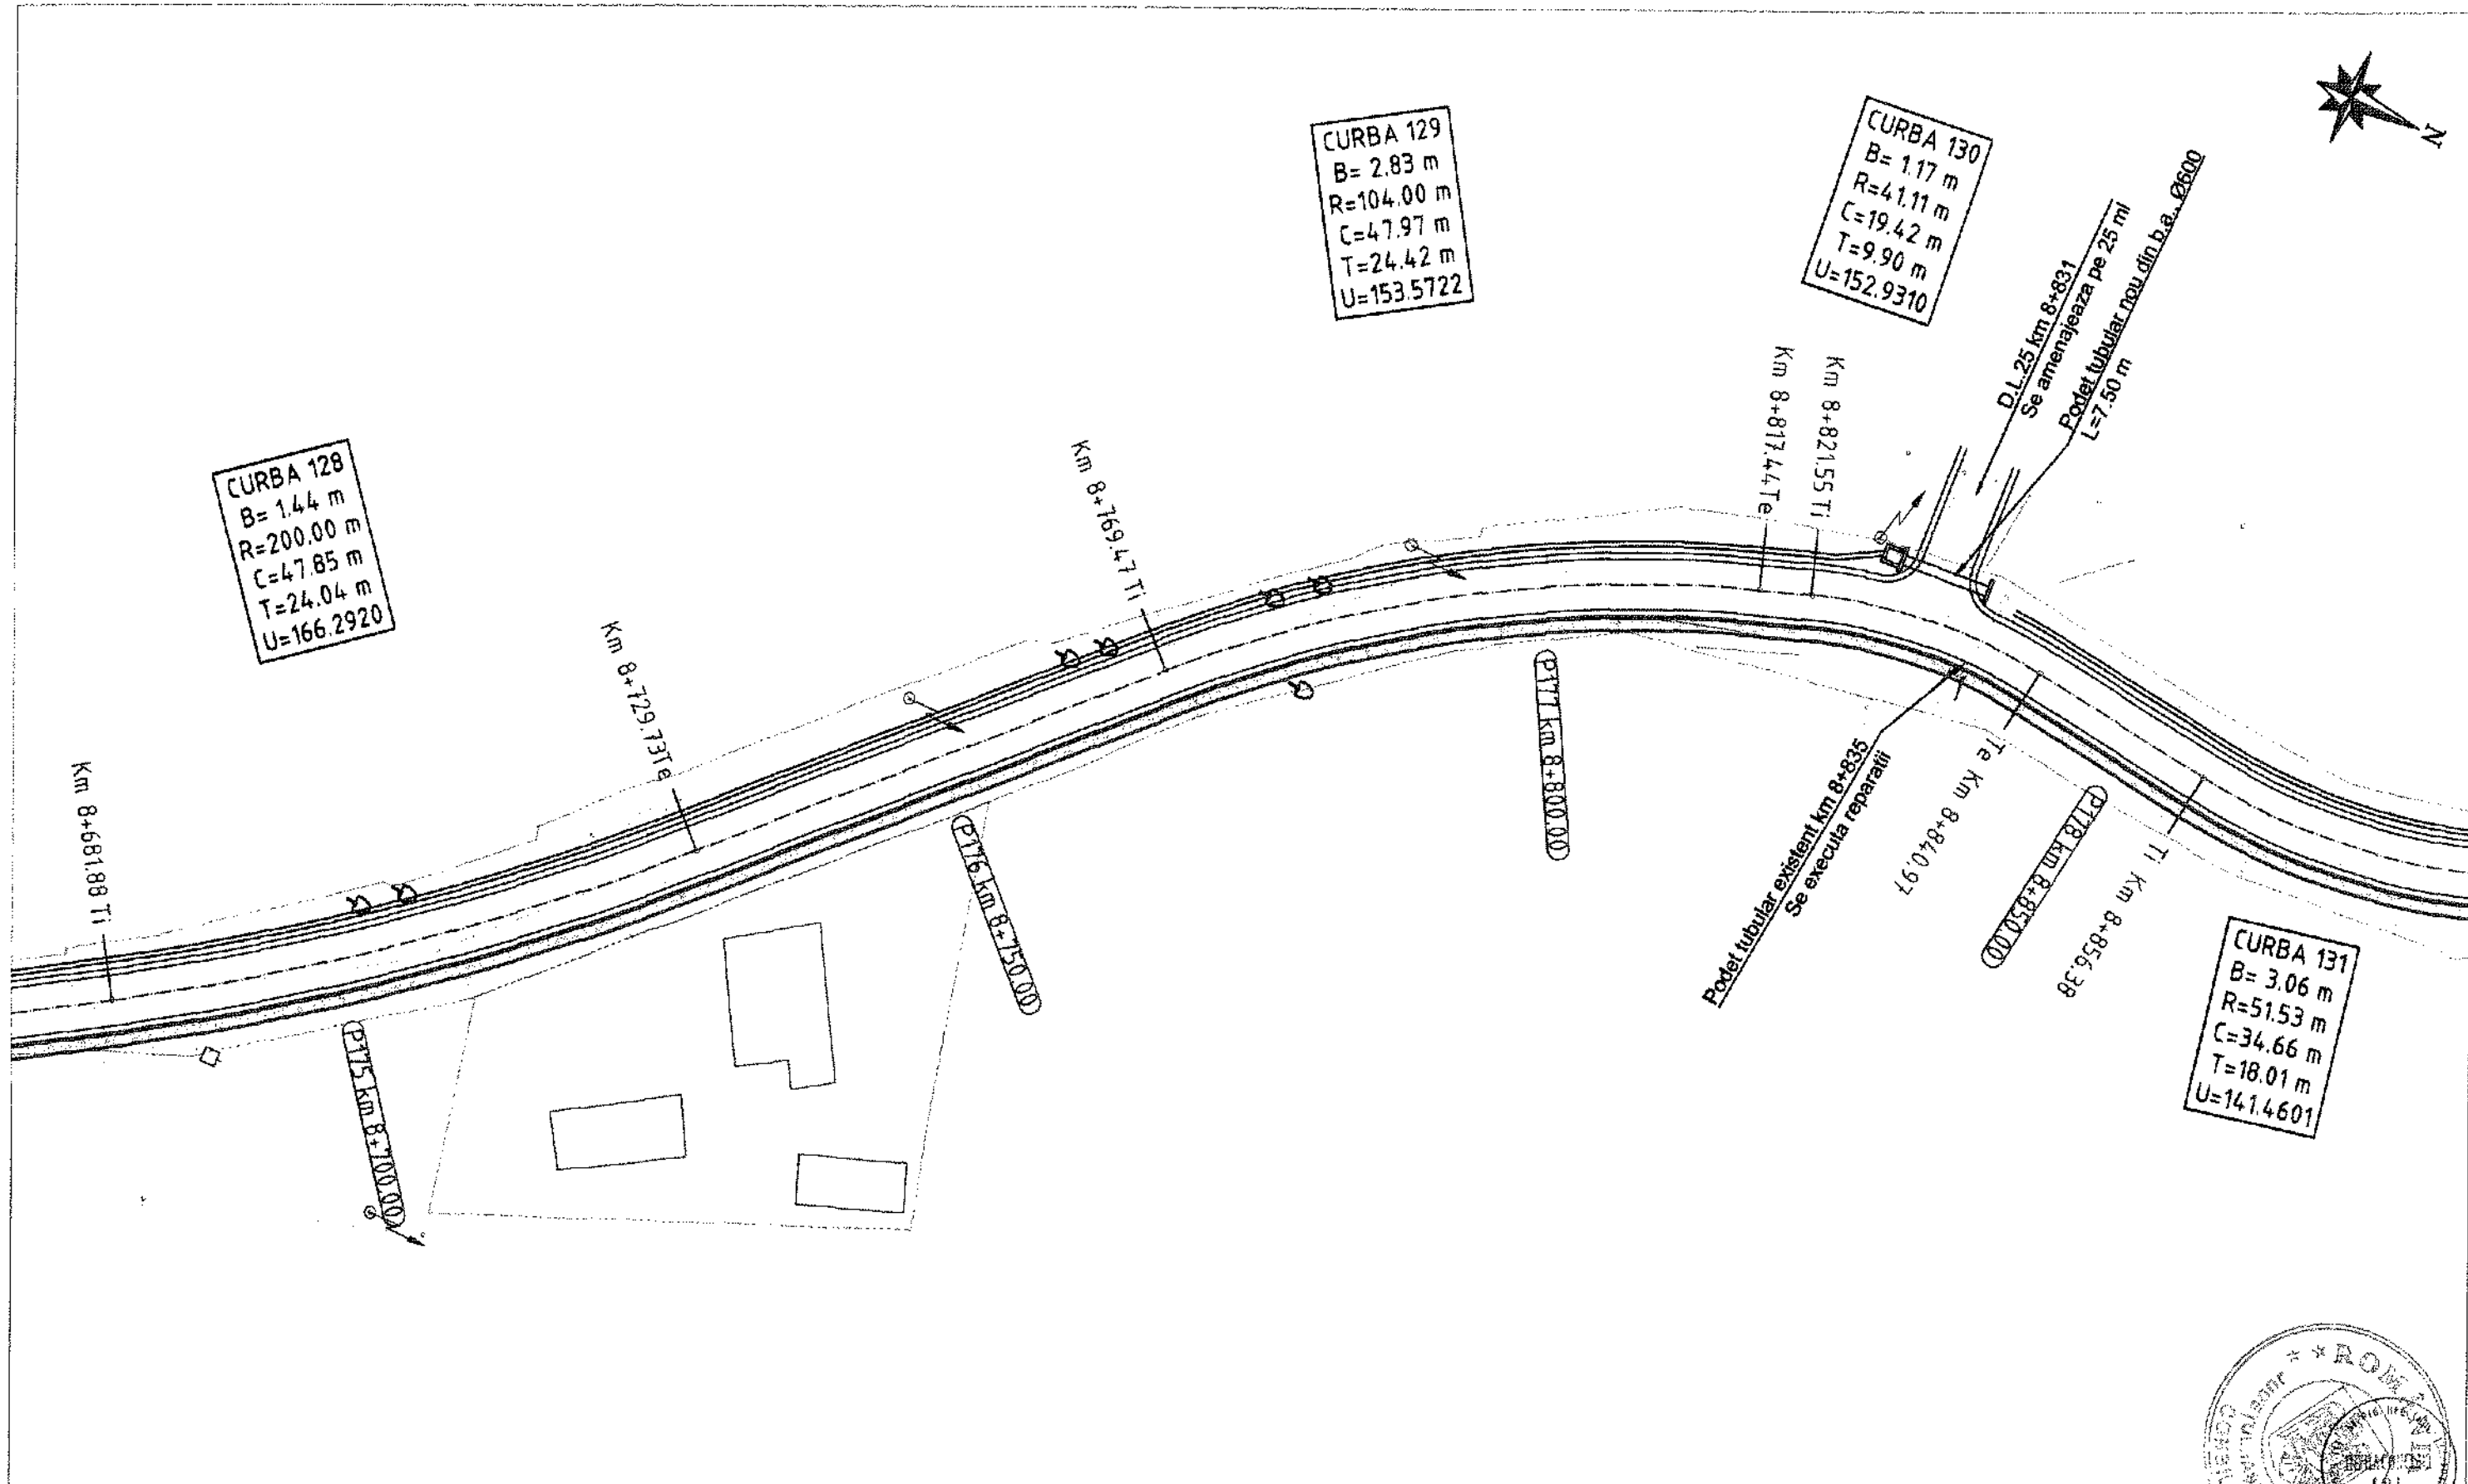 CURBA 128
B= 1.44 m
R=200.00 m
C=47.85 m
T=24.04 m
U=166.2920
CURBA 129
B= 2.83 m
R=104.00 m
C=47.97 m
T=24.42 m
U=153.5722
CURBA 130
B= 1.17 m
R=41.11 m
C=19.42 m
T=9.90 m
U=152.9310
N
D.L.25 km 8+831
Se amenajeaza pe 25 ml
Podet tubular nou din b.a., Ø600
L=7.50 m
Km 8+681.88 Ti
Km 8+729.73Te
Km 8+769.47 Ti
Km 8+817.44Te
Km 8+821.55 Ti
P175 km 8+700.00
P176 km 8+750.00
P177 km 8+800.00
Podet tubular existent km 8+835
Se executa reparatii
Te Km 8+840.97
P178 km 8+850.00
Ti Km 8+856.38
CURBA 131
B= 3.06 m
R=51.53 m
C=34.66 m
T=18.01 m
U=141.4601